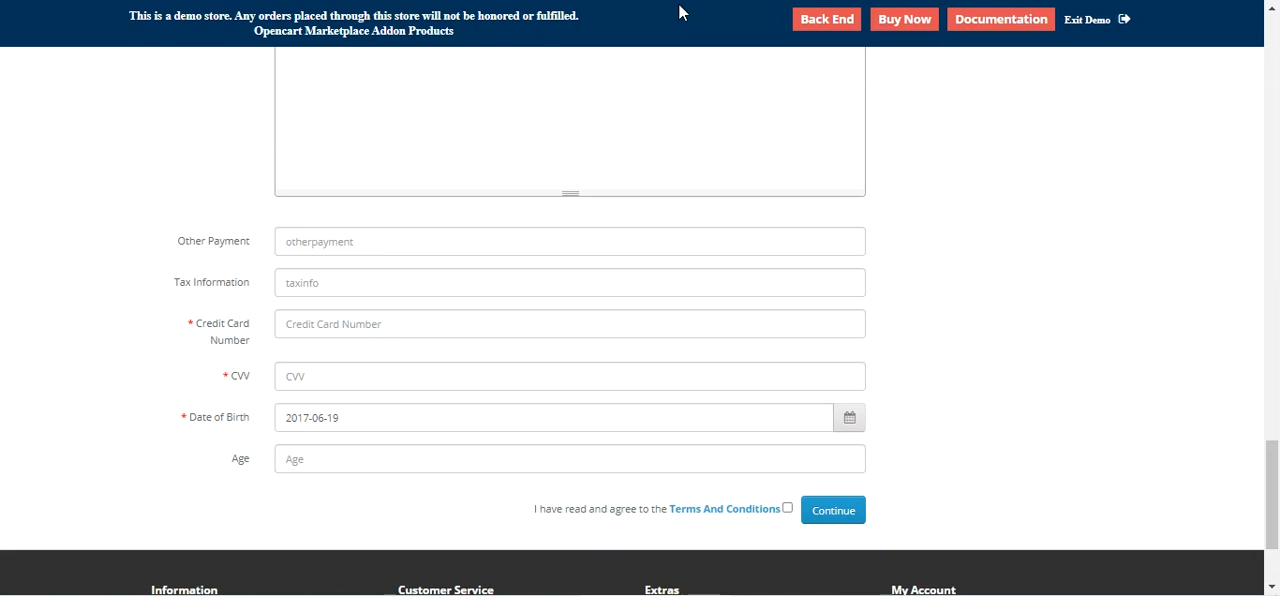 This is a demo store. Any orders placed through this store will not be honored or fulfilled.
Opencart Marketplace Addon Products
Back End
Buy Now
Documentation
Exit Demo
Other Payment
otherpayment
Tax Information
taxinfo
* Credit Card
Number
Credit Card Number
* CVV
CVV
* Date of Birth
2017-06-19
Age
Age
I have read and agree to the Terms And Conditions
Continue
Information
Customer Service
Extras
My Account